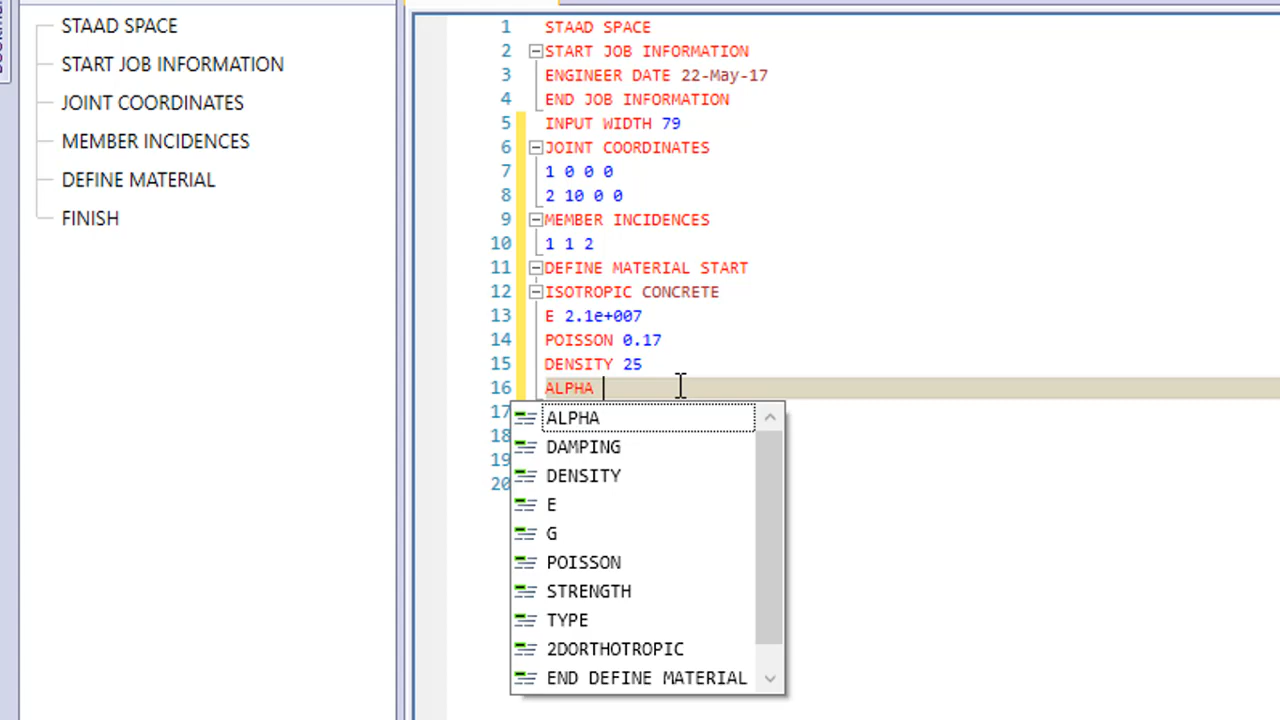 STAAD SPACE
START JOB INFORMATION
JOINT COORDINATES
MEMBER INCIDENCES
DEFINE MATERIAL
FINISH
1 STAAD SPACE
2 START JOB INFORMATION
3 ENGINEER DATE 22-May-17
4 END JOB INFORMATION
5 INPUT WIDTH 79
6 JOINT COORDINATES
7 1 0 0 0
8 2 10 0 0
9 MEMBER INCIDENCES
10 1 1 2
11 DEFINE MATERIAL START
12 ISOTROPIC CONCRETE
13 E 2.1e+007
14 POISSON 0.17
15 DENSITY 25
16 ALPHA
17
18
19
20
ALPHA
DAMPING
DENSITY
E
G
POISSON
STRENGTH
TYPE
2DORTHOTROPIC
END DEFINE MATERIAL